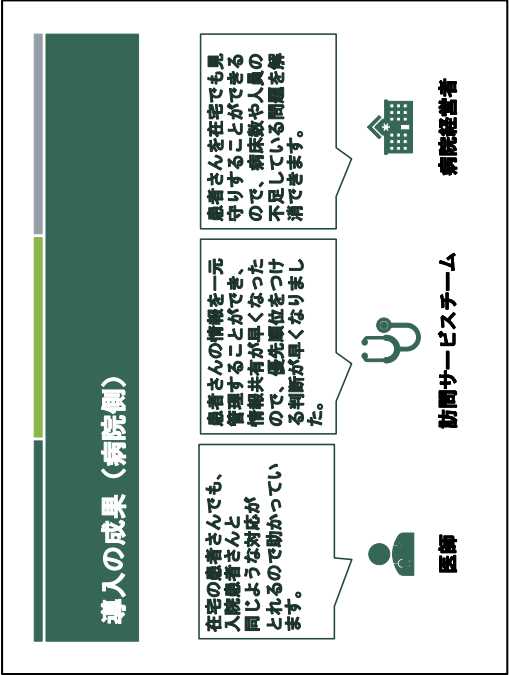 導入の成果（病院側）
在宅の患者さんでも、
入院患者さんと
同じような対応が
とれるので助かってい
ます。
医師
患者さんの情報を一元
管理することができ、
情報共有が早くなった
ので、優先順位をつけ
る判断が早くなりまし
た。
訪問サービスチーム
患者さんを在宅でも見
守りすることができる
ので、病床数や人員の
不足している問題を解
消できます。
病院経営者